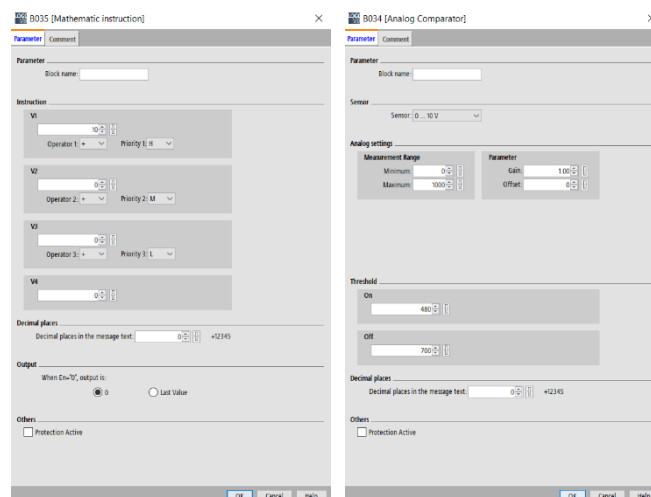 B035 [Mathematic instruction]
Parameter Comment
Parameter
Block name:
Instruction
V1
10
Operator 1: + Priority 1: H
V2
0
Operator 2: + Priority 2: M
V3
0
Operator 3: + Priority 3: L
V4
0
Decimal places
Decimal places in the message text: 0 +12345
Output
When En="0", output is:
0 Last Value
Others
Protection Active
OK Cancel Help
B034 [Analog Comparator]
Parameter Comment
Parameter
Block name:
Sensor
Sensor: 0 ... 10 V
Analog settings
Measurement Range
Minimum: 0
Maximum: 1000
Parameter
Gain: 1.00
Offset: 0
Threshold
On
480
Off
700
Decimal places
Decimal places in the message text: 0 +12345
Others
Protection Active
OK Cancel Help